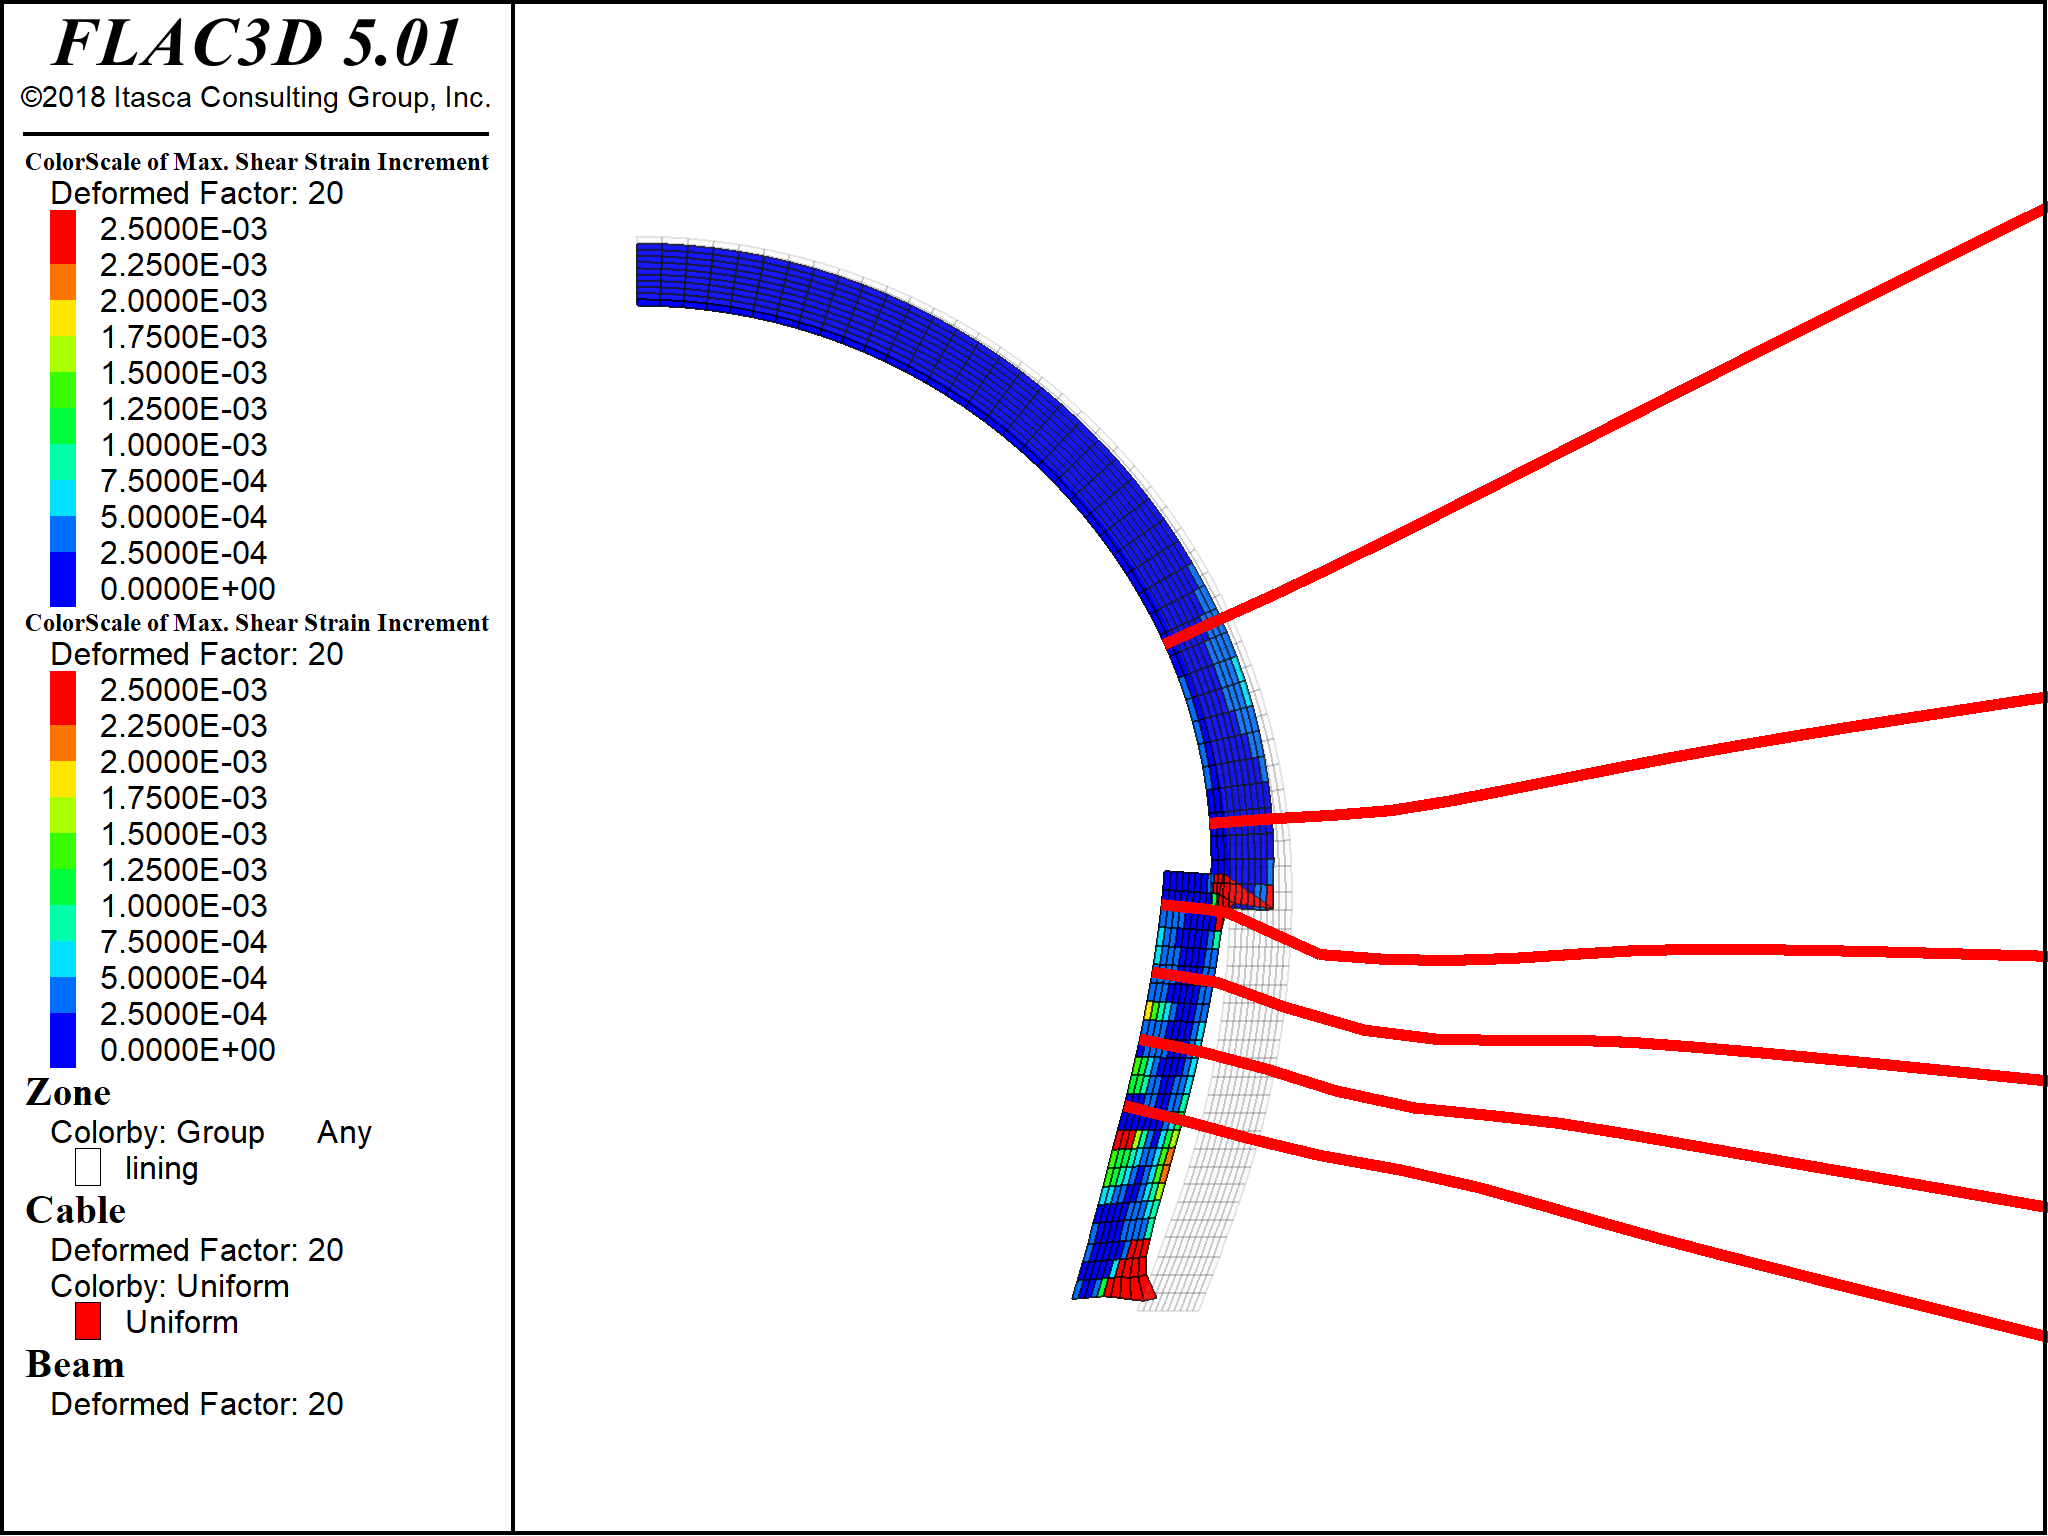 FLAC3D 5.01
©2018 Itasca Consulting Group, Inc.
ColorScale of Max. Shear Strain Increment
Deformed Factor: 20
2.5000E-03
2.2500E-03
2.0000E-03
1.7500E-03
1.5000E-03
1.2500E-03
1.0000E-03
7.5000E-04
5.0000E-04
2.5000E-04
0.0000E+00
ColorScale of Max. Shear Strain Increment
Deformed Factor: 20
2.5000E-03
2.2500E-03
2.0000E-03
1.7500E-03
1.5000E-03
1.2500E-03
1.0000E-03
7.5000E-04
5.0000E-04
2.5000E-04
0.0000E+00
Zone
Colorby: Group Any
lining
Cable
Deformed Factor: 20
Colorby: Uniform
Uniform
Beam
Deformed Factor: 20